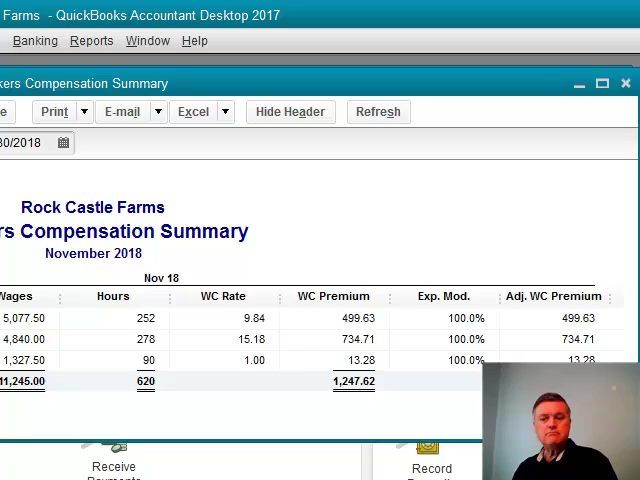 Farms - QuickBooks Accountant Desktop 2017
Banking Reports Window Help
kers Compensation Summary
e Print E-mail Excel Hide Header Refresh
30/2018
Rock Castle Farms
rs Compensation Summary
November 2018
Nov 18
Wages Hours WC Rate WC Premium Exp. Mod. Adj. WC Premium
5,077.50 252 9.84 499.63 100.0% 499.63
4,840.00 278 15.18 734.71 100.0% 734.71
1,327.50 90 1.00 13.28 100.0% 13.28
11,245.00 620 1,247.62
Receive Record
Payments